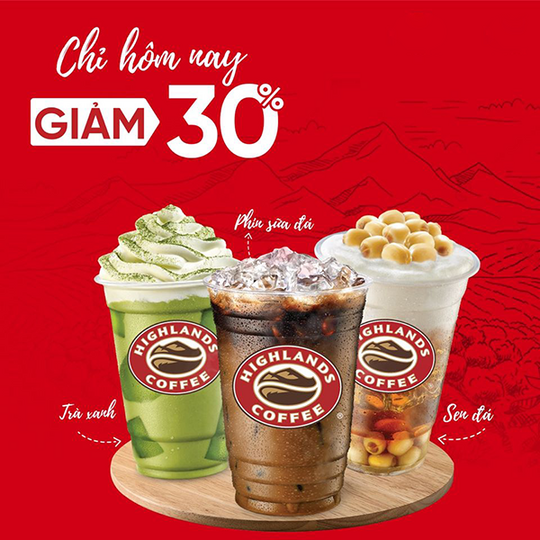 Chỉ hôm nay
GIẢM 30%
Phin sữa đá
HIGHLANDS
COFFEE
HIGHLANDS
COFFEE
®
HIGHLANDS
COFFEE
Trà xanh
Sen đá